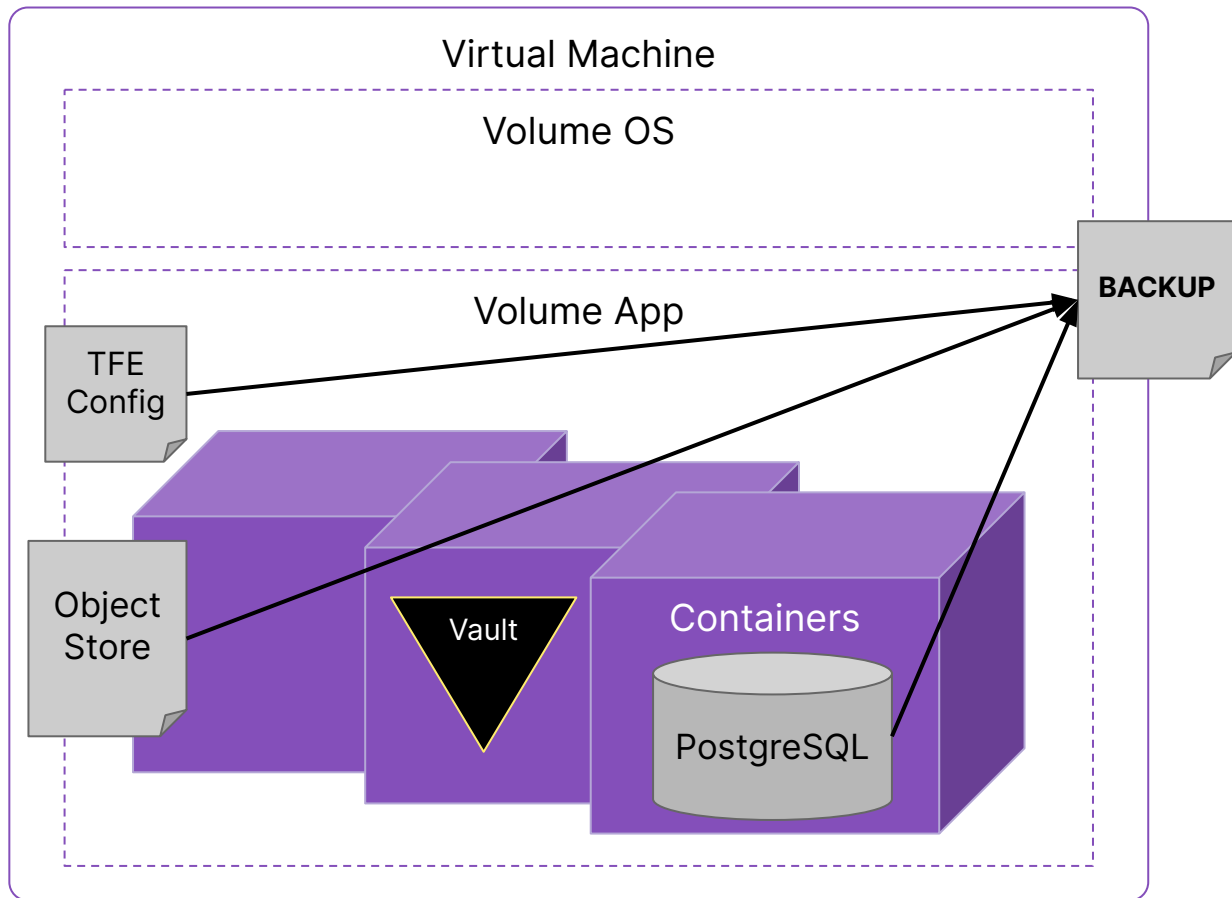 Virtual Machine
Volume OS
BACKUP
Volume App
TFE
Config
Object
Store
Vault
Containers
PostgreSQL